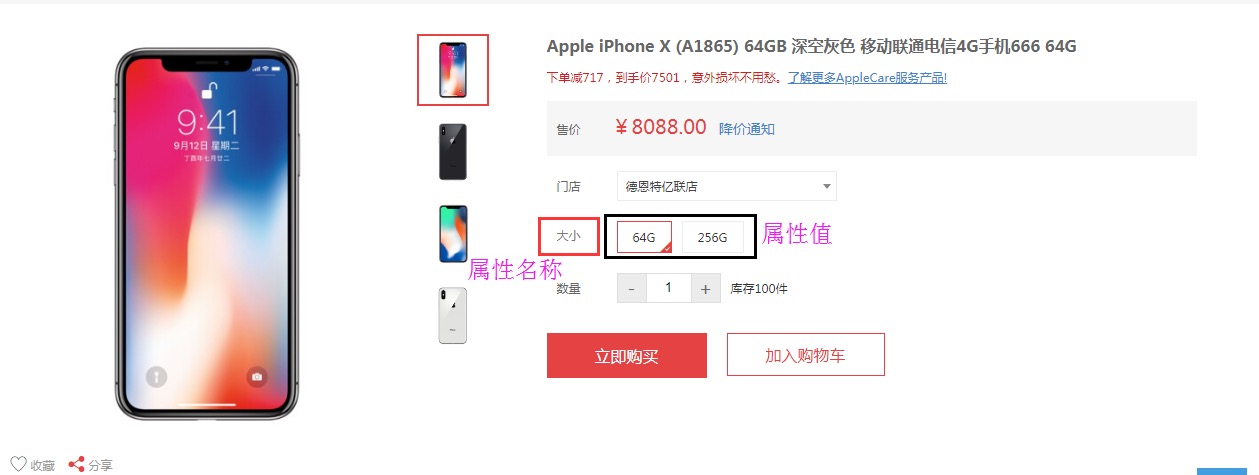 Apple iPhone X (A1865) 64GB 深空灰色 移动联通电信4G手机666 64G
下单减717，到手价7501，意外损坏不用愁。了解更多AppleCare服务产品!
售价 ¥8088.00 降价通知
9:41
9月12日 星期二
丁酉年七月廿二
门店 德恩特亿联店
大小 64G 256G 属性值
属性名称
数量 - 1 + 库存100件
立即购买 加入购物车
收藏 分享